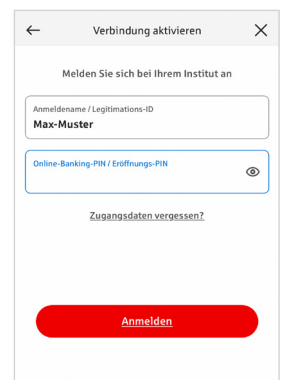 Verbindung aktivieren
Melden Sie sich bei Ihrem Institut an
Anmeldename / Legitimations-ID
Max-Muster
Online-Banking-PIN / Eröffnungs-PIN
Zugangsdaten vergessen?
Anmelden